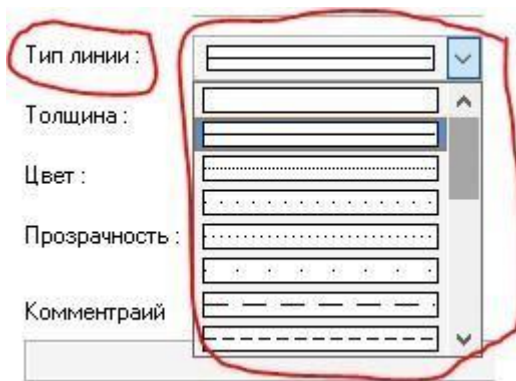 Тип линии :
Толщина :
Цвет :
Прозрачность :
Комментраий